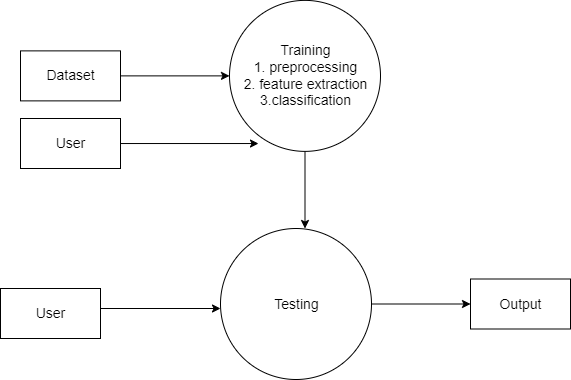 Training
1. preprocessing
2. feature extraction
3.classification
Dataset
User
User
Testing
Output